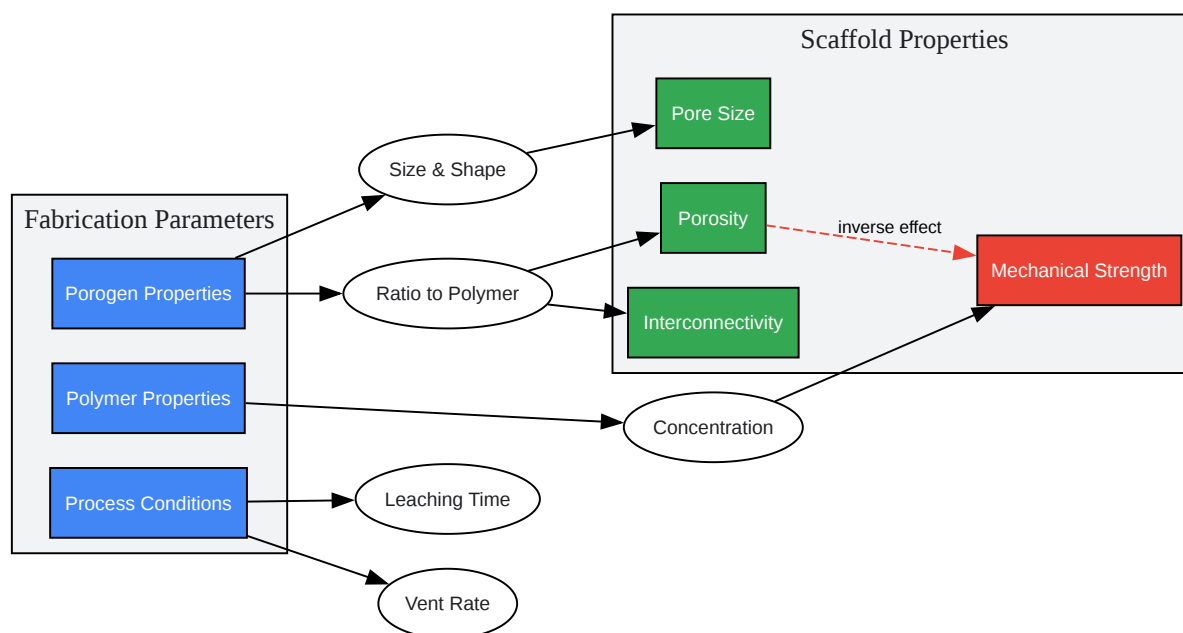 Scaffold Properties
Pore Size
Size & Shape
Fabrication Parameters
Porosity
inverse effect
Mechanical Strength
Porogen Properties
Ratio to Polymer
Interconnectivity
Polymer Properties
Concentration
Process Conditions
Leaching Time
Vent Rate